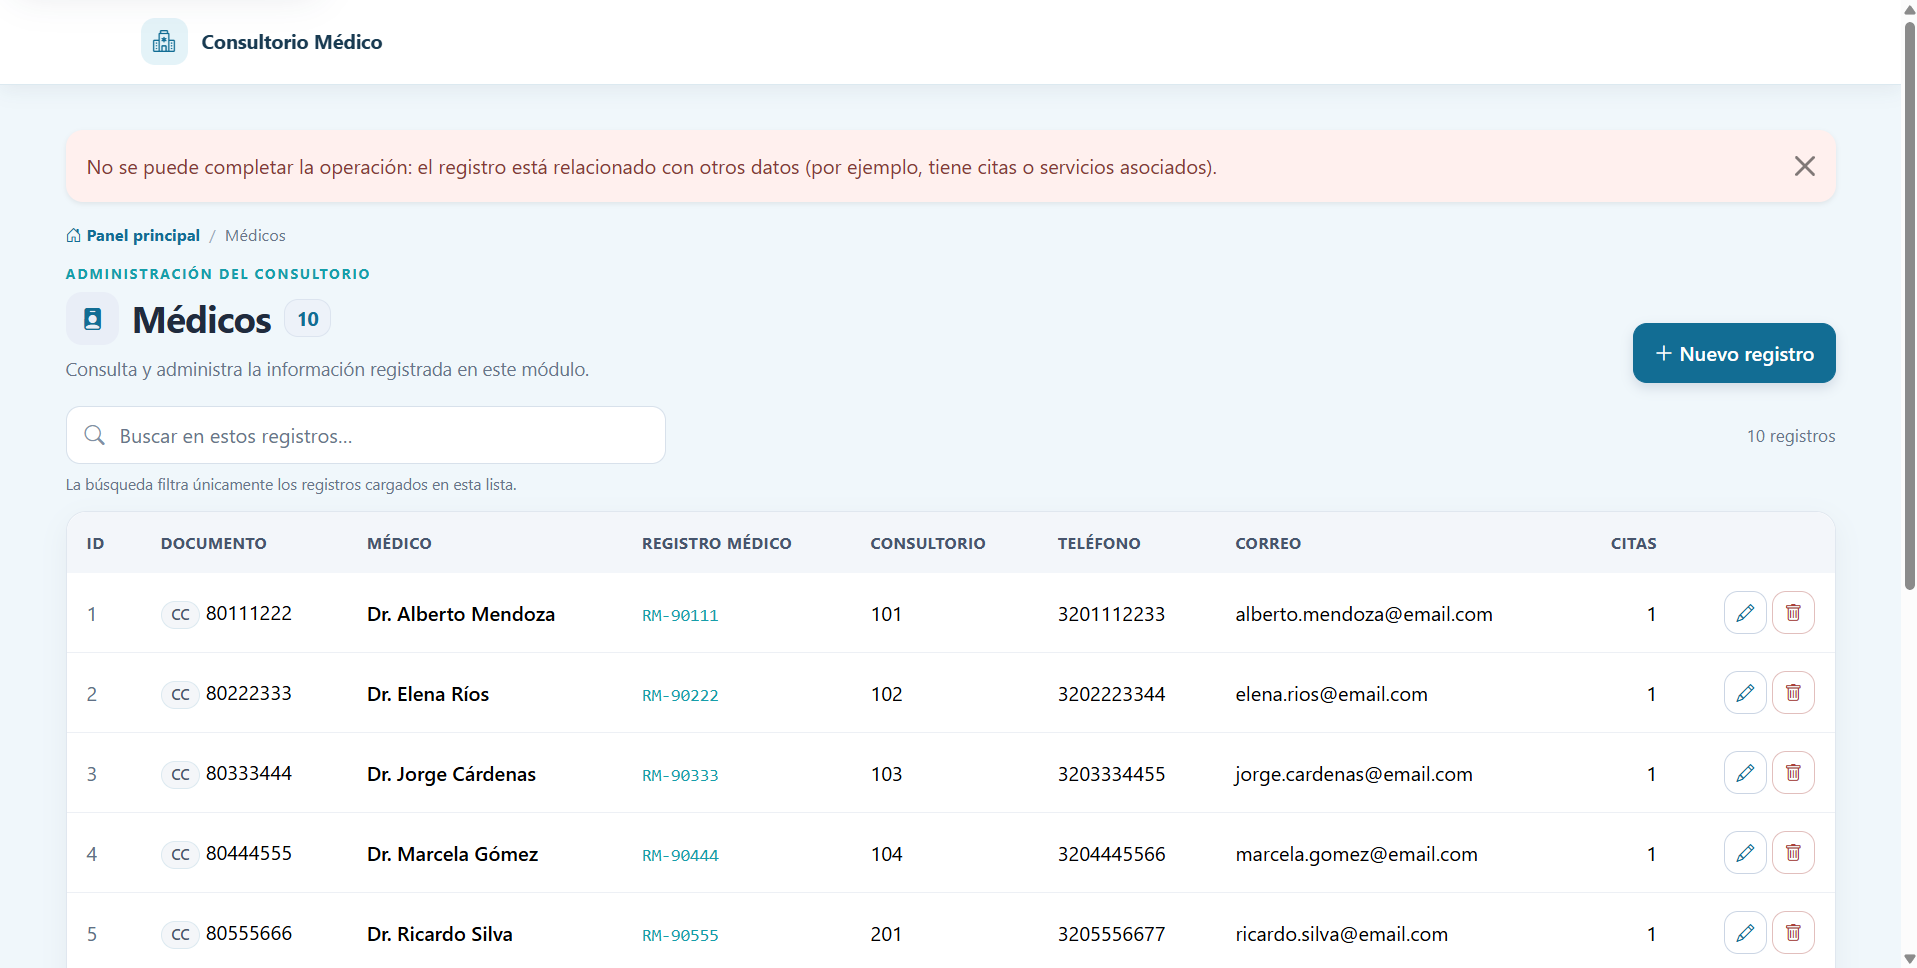 Consultorio Médico
No se puede completar la operación: el registro está relacionado con otros datos (por ejemplo, tiene citas o servicios asociados).
Panel principal / Médicos
ADMINISTRACIÓN DEL CONSULTORIO
Médicos 10
Consulta y administra la información registrada en este módulo.
+ Nuevo registro
Buscar en estos registros...
10 registros
La búsqueda filtra únicamente los registros cargados en esta lista.
ID DOCUMENTO MÉDICO REGISTRO MÉDICO CONSULTORIO TELÉFONO CORREO CITAS
1 CC 80111222 Dr. Alberto Mendoza RM-90111 101 3201112233 alberto.mendoza@email.com 1
2 CC 80222333 Dr. Elena Ríos RM-90222 102 3202223344 elena.rios@email.com 1
3 CC 80333444 Dr. Jorge Cárdenas RM-90333 103 3203334455 jorge.cardenas@email.com 1
4 CC 80444555 Dr. Marcela Gómez RM-90444 104 3204445566 marcela.gomez@email.com 1
5 CC 80555666 Dr. Ricardo Silva RM-90555 201 3205556677 ricardo.silva@email.com 1